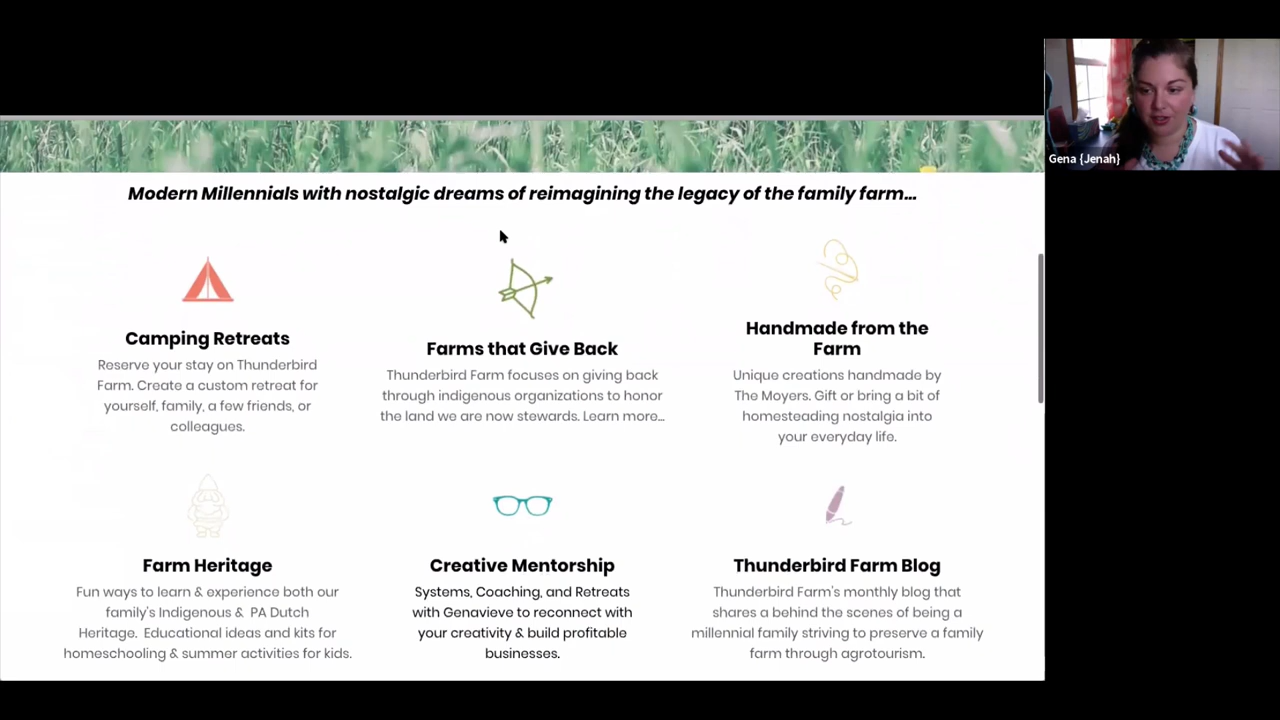 Gena {Jenah}
Modern Millennials with nostalgic dreams of reimagining the legacy of the family farm...
Camping Retreats
Reserve your stay on Thunderbird
Farm. Create a custom retreat for
yourself, family, a few friends, or
colleagues.
Farms that Give Back
Thunderbird Farm focuses on giving back
through indigenous organizations to honor
the land we are now stewards. Learn more...
Handmade from the
Farm
Unique creations handmade by
The Moyers. Gift or bring a bit of
homesteading nostalgia into
your everyday life.
Farm Heritage
Fun ways to learn & experience both our
family's Indigenous & PA Dutch
Heritage. Educational ideas and kits for
homeschooling & summer activities for kids.
Creative Mentorship
Systems, Coaching, and Retreats
with Genavieve to reconnect with
your creativity & build profitable
businesses.
Thunderbird Farm Blog
Thunderbird Farm's monthly blog that
shares a behind the scenes of being a
millennial family striving to preserve a family
farm through agrotourism.